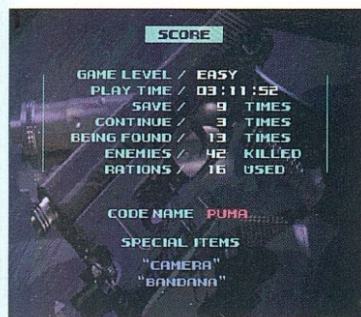 SCORE
GAME LEVEL / EASY
PLAY TIME / 03:11:52
SAVE / 9 TIMES
CONTINUE / 3 TIMES
BEING FOUND / 13 TIMES
ENEMIES / 42 KILLED
RATIONS / 16 USED
CODE NAME PUMA
SPECIAL ITEMS
"CAMERA"
"BANDANA"